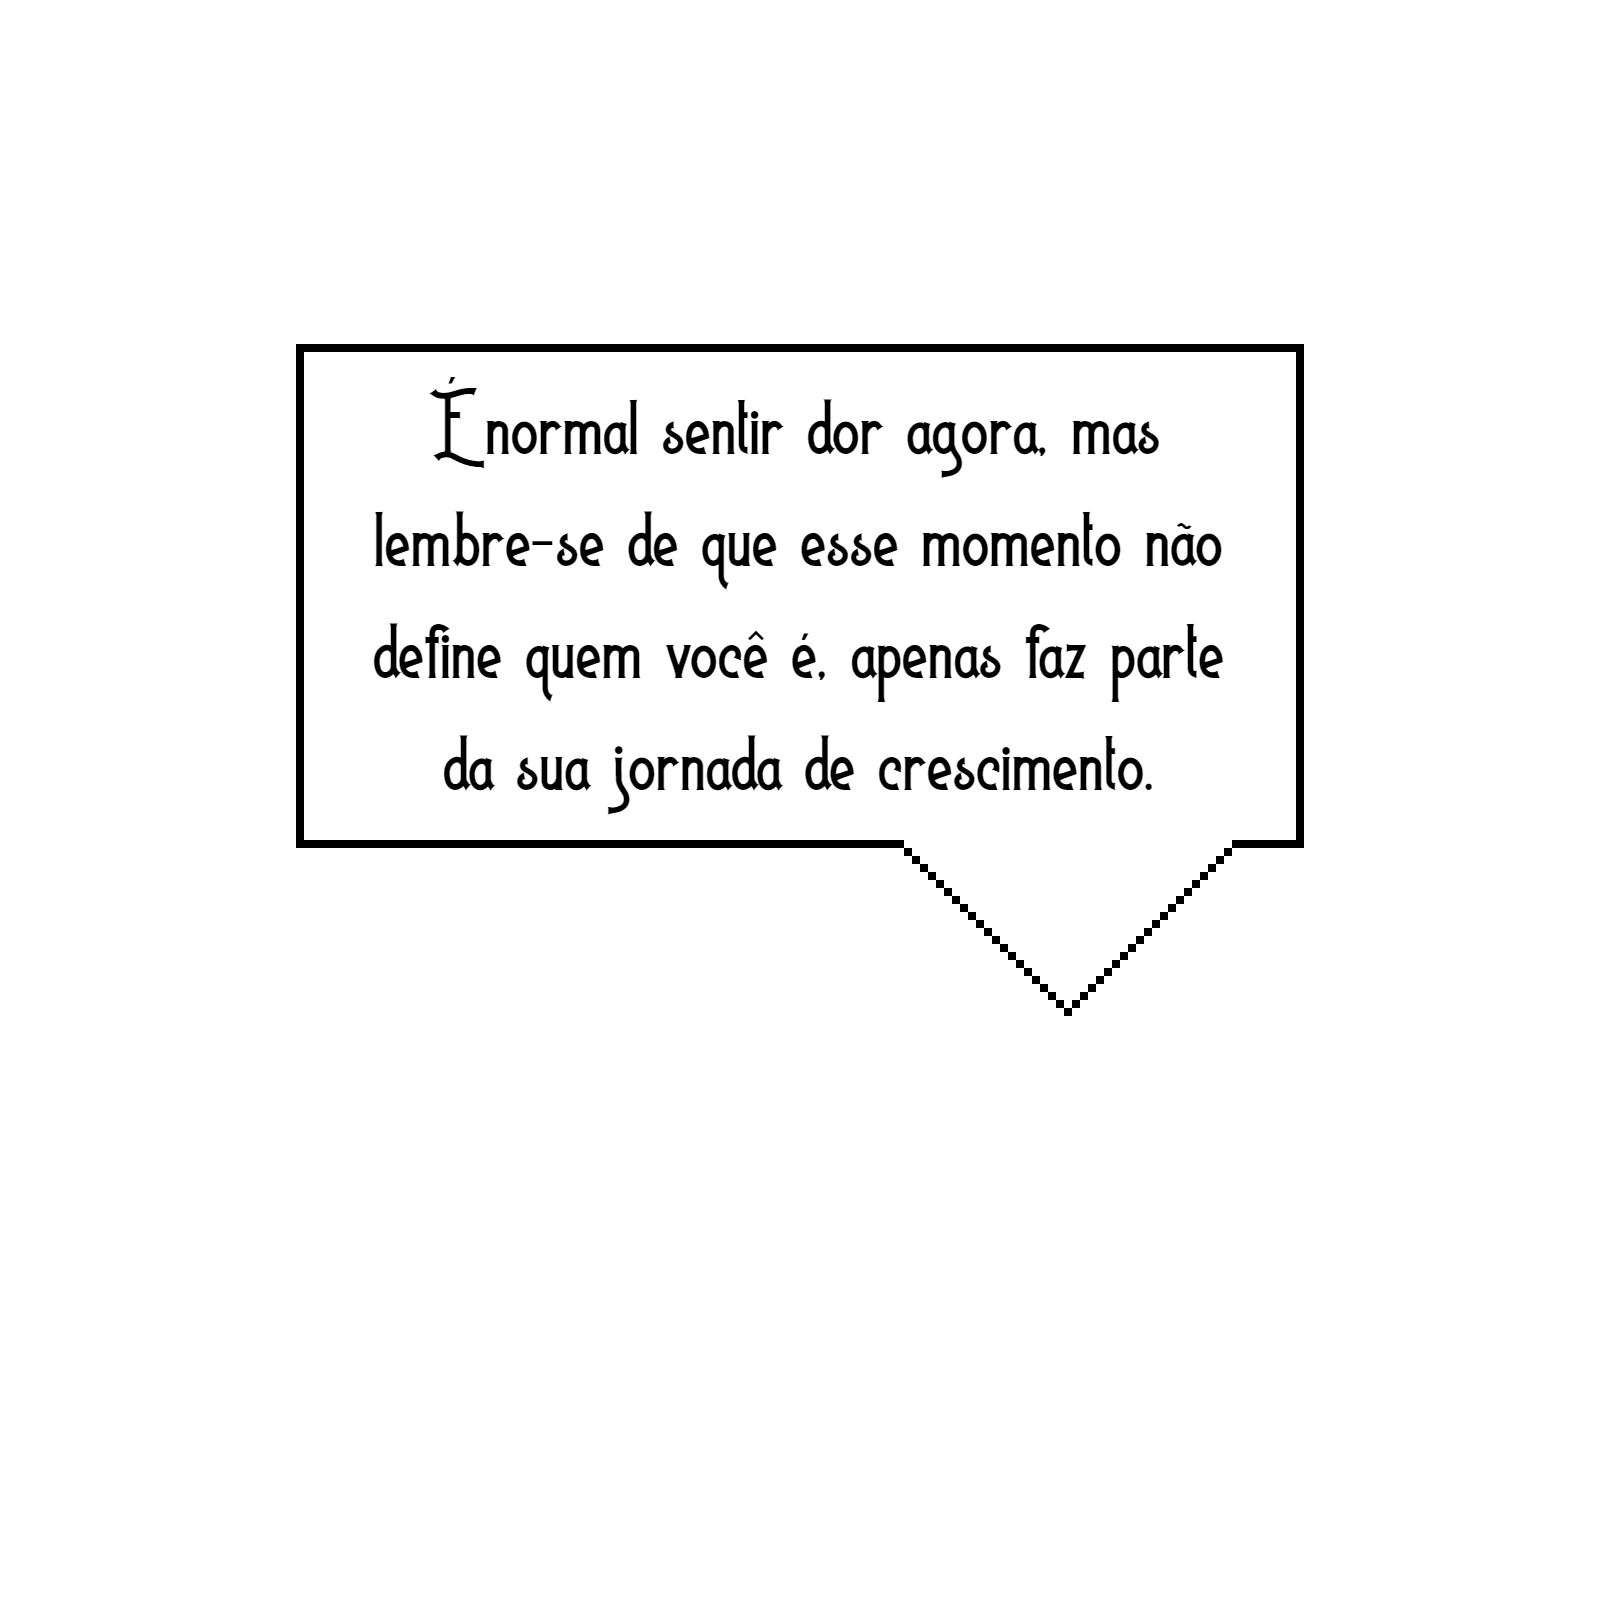 É normal sentir dor agora, mas
lembre-se de que esse momento não
define quem você é, apenas faz parte
da sua jornada de crescimento.